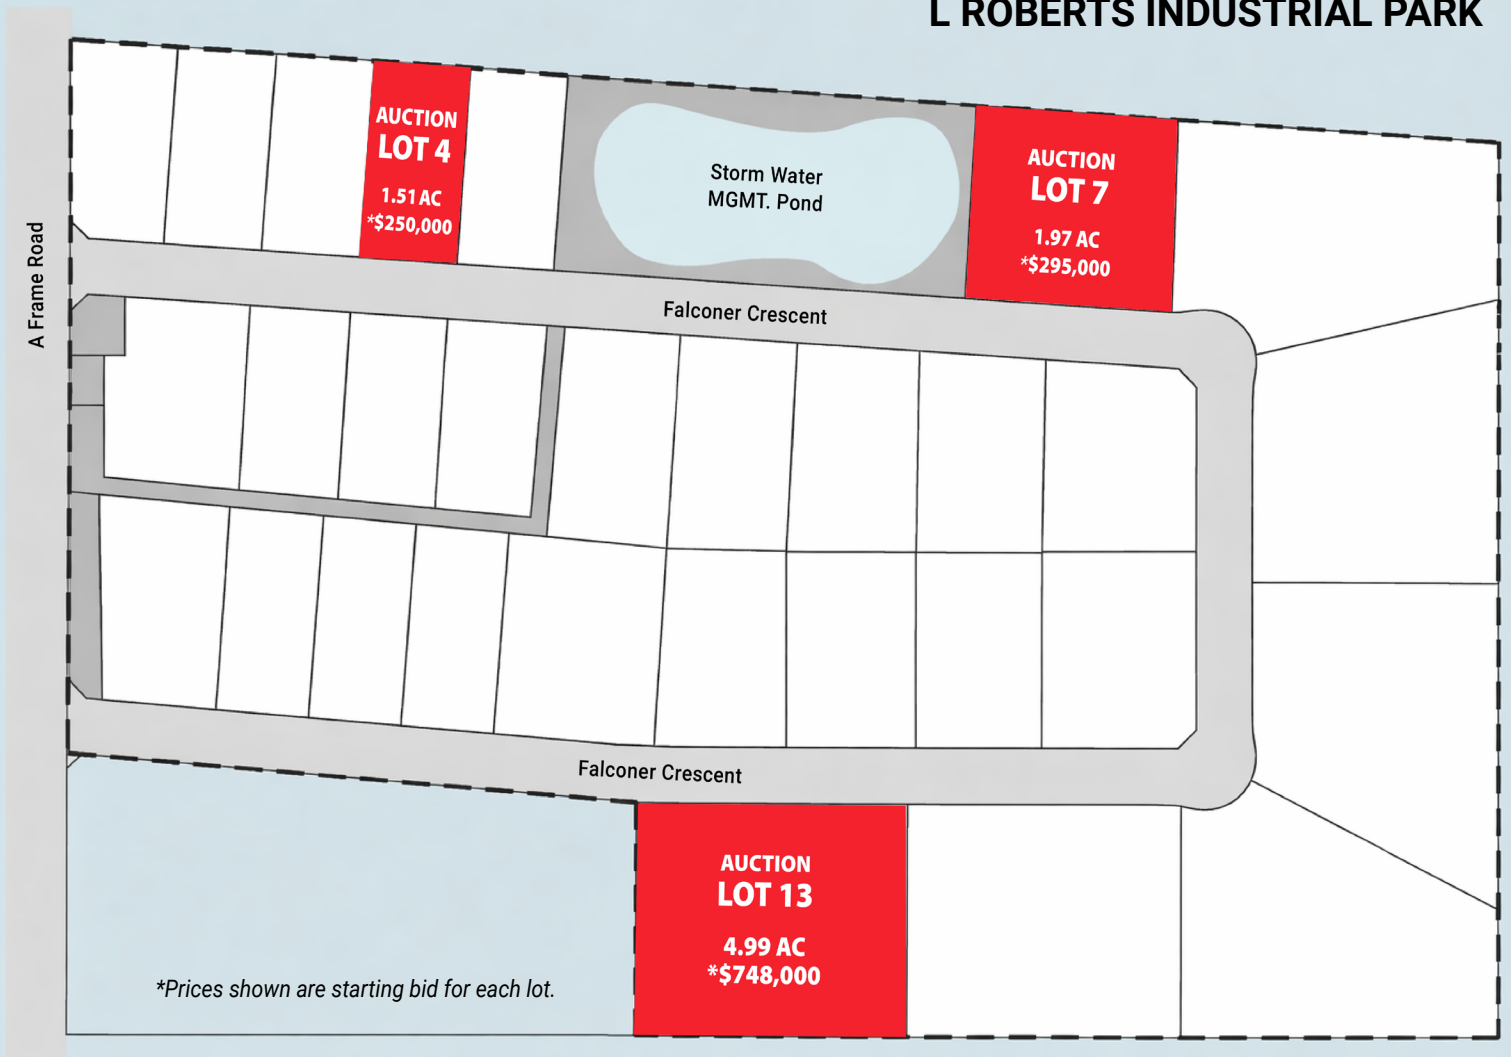 L ROBERTS INDUSTRIAL PARK
AUCTION
LOT 4
1.51 AC
*$250,000
Storm Water
MGMT. Pond
AUCTION
LOT 7
1.97 AC
*$295,000
A Frame Road
Falconer Crescent
Falconer Crescent
AUCTION
LOT 13
4.99 AC
*$748,000
*Prices shown are starting bid for each lot.